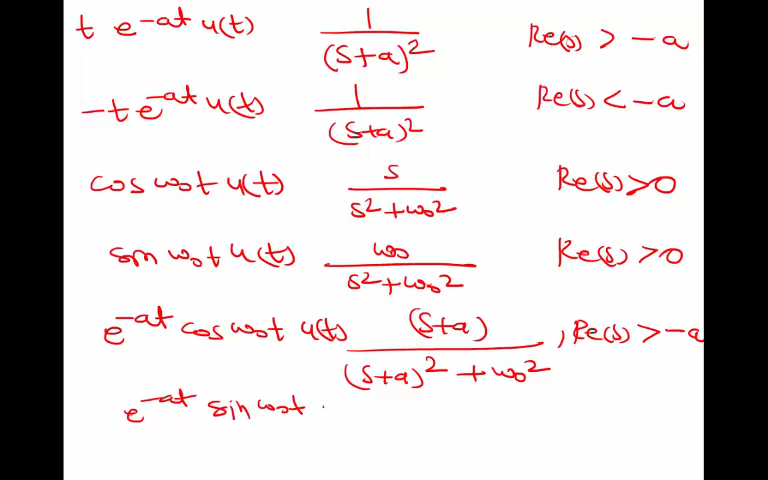 t e^{-at} u(t) 1/(s+a)^2 Re(s) > -a
-t e^{-at} u(t) 1/(s+a)^2 Re(s) < -a
cos ω₀t u(t) s/(s^2+ω₀^2) Re(s) > 0
sin ω₀t u(t) ω₀/(s^2+ω₀^2) Re(s) > 0
e^{-at} cos ω₀t u(t) (s+a)/((s+a)^2+ω₀^2) , Re(s) > -a
e^{-at} sin ω₀t